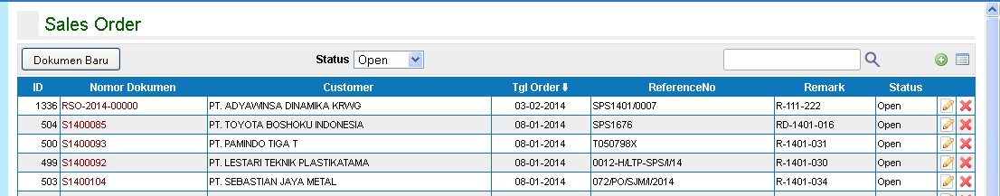 Sales Order
Dokumen Baru Status Open
ID Nomor Dokumen Customer Tgl Order ReferenceNo Remark Status
1336 RSO-2014-00000 PT. ADYAWINSA DINAMIKA KRWG 03-02-2014 SPS1401/0007 R-111-222 Open
504 S1400085 PT. TOYOTA BOSHOKU INDONESIA 08-01-2014 SPS1676 RD-1401-016 Open
500 S1400093 PT. PAMINDO TIGA T 08-01-2014 T050798X R-1401-031 Open
499 S1400092 PT. LESTARI TEKNIK PLASTIKATAMA 08-01-2014 0012-H/LTP-SPS/I/14 R-1401-030 Open
503 S1400104 PT. SEBASTIAN JAYA METAL 08-01-2014 072/PO/SJM/I/2014 R-1401-034 Open